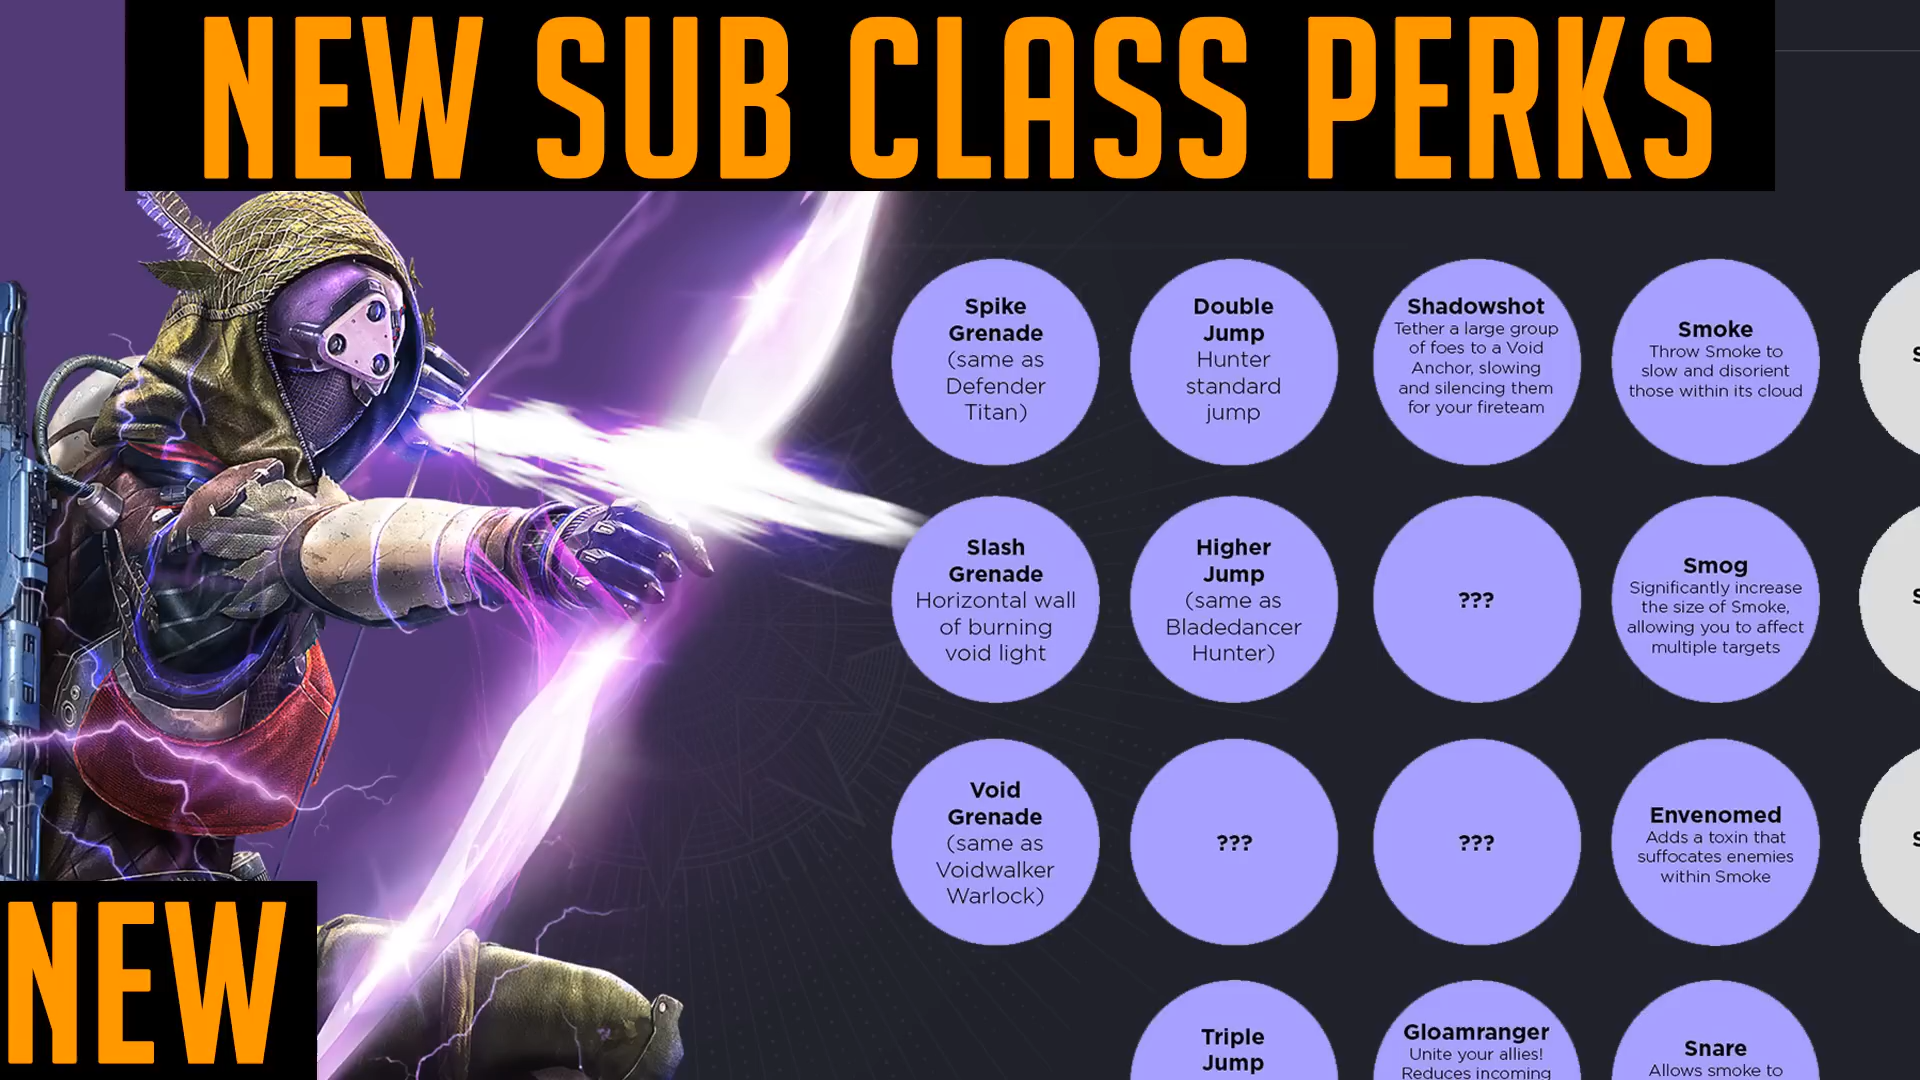 NEW SUB CLASS PERKS
Spike
Grenade
(same as
Defender
Titan)
Double
Jump
Hunter
standard
jump
Shadowshot
Tether a large group
of foes to a Void
Anchor, slowing
and silencing them
for your fireteam
Smoke
Throw Smoke to
slow and disorient
those within its cloud
S
Slash
Grenade
Horizontal wall
of burning
void light
Higher
Jump
(same as
Bladedancer
Hunter)
???
Smog
Significantly increase
the size of Smoke,
allowing you to affect
multiple targets
S
Void
Grenade
(same as
Voidwalker
Warlock)
???
???
Envenomed
Adds a toxin that
suffocates enemies
within Smoke
S
Triple
Jump
Gloamranger
Unite your allies!
Reduces incoming
Snare
Allows smoke to
NEW